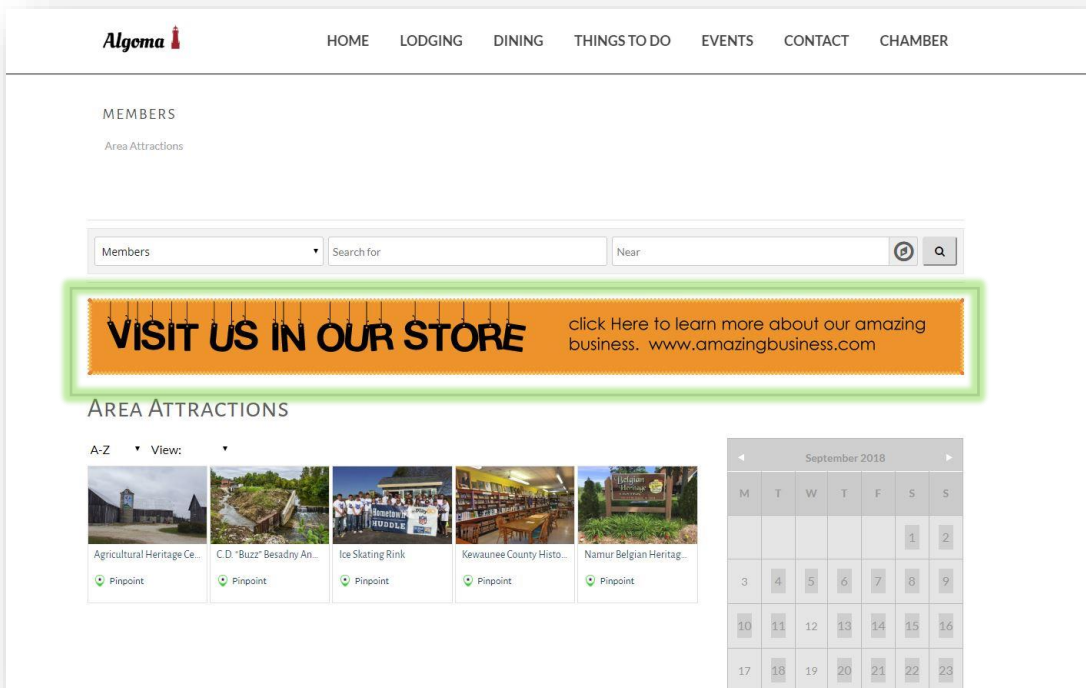 Algoma
HOME LODGING DINING THINGS TO DO EVENTS CONTACT CHAMBER
MEMBERS
Area Attractions
Members
Search for
Near
VISIT US IN OUR STORE
click Here to learn more about our amazing
business. www.amazingbusiness.com
AREA ATTRACTIONS
A-Z View:
Agricultural Heritage Ce...
C.D. "Buzz" Besadny An...
Ice Skating Rink
Kewaunee County Histo...
Namur Belgian Heritag...
Pinpoint
Pinpoint
Pinpoint
Pinpoint
Pinpoint
Hometown
HUDDLE
Belgian
Heritage
September 2018
M T W T F S S
1 2
3 4 5 6 7 8 9
10 11 12 13 14 15 16
17 18 19 20 21 22 23